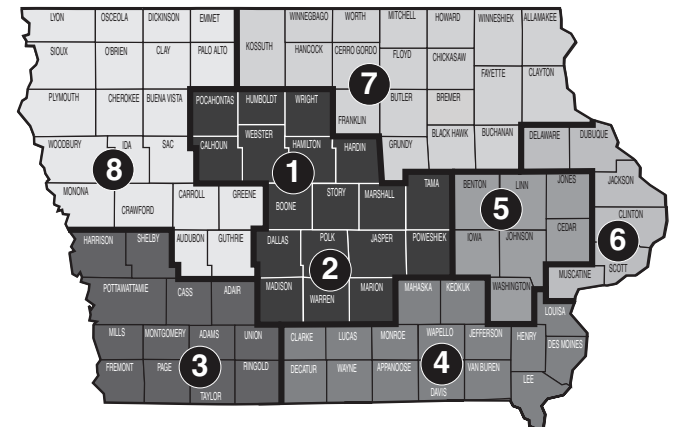 LYON OSCEOLA DICKINSON EMMET WINNEGBAGO WORTH MITCHELL HOWARD WINNESHIEK ALLAMAKEE
SIOUX O'BRIEN CLAY PALO ALTO KOSSUTH HANCOCK CERRO GORDO FLOYD CHICKASAW
7
FAYETTE CLAYTON
PLYMOUTH CHEROKEE BUENA VISTA POCAHONTAS HUMBOLDT WRIGHT FRANKLIN BUTLER BREMER
WOODBURY IDA SAC CALHOUN WEBSTER HAMILTON HARDIN GRUNDY BLACK HAWK BUCHANAN DELAWARE DUBUQUE
8 1
MONONA CRAWFORD CARROLL GREENE BOONE STORY MARSHALL TAMA BENTON LINN JONES JACKSON
5
CLINTON
HARRISON SHELBY AUDUBON GUTHRIE DALLAS POLK JASPER POWESHIEK IOWA JOHNSON CEDAR
6
SCOTT
2
MUSCATINE
POTTAWATTAMIE CASS ADAIR MADISON WARREN MARION MAHASKA KEOKUK WASHINGTON LOUISA
MILLS MONTGOMERY ADAMS UNION CLARKE LUCAS MONROE WAPELLO JEFFERSON HENRY DES MOINES
3 4
FREMONT PAGE TAYLOR RINGOLD DECATUR WAYNE APPANOOSE DAVIS VAN BUREN LEE